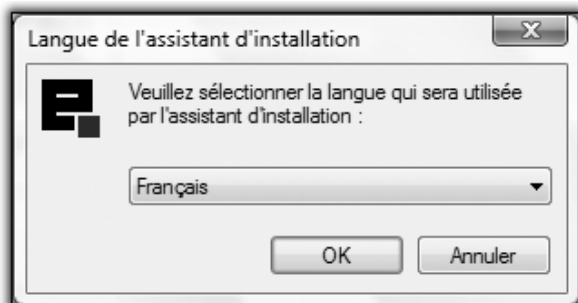 Langue de l'assistant d'installation
Veuillez sélectionner la langue qui sera utilisée
par l'assistant d'installation :
Français
OK
Annuler